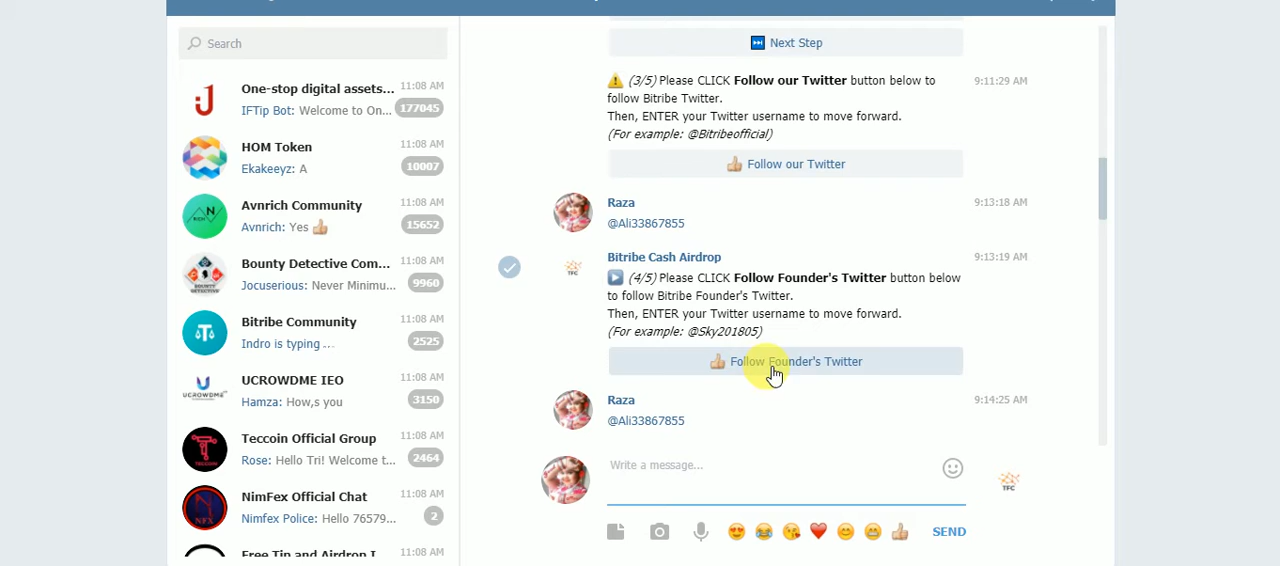 Search
One-stop digital assets... 11:08 AM
IFTip Bot: Welcome to On... 177045
HOM Token 11:08 AM
Ekakeeyz: A 10007
Avnrich Community 11:08 AM
Avnrich: Yes 👍 15652
Bounty Detective Com... 11:08 AM
Jocuserious: Never Minimu... 9960
Bitribe Community 11:08 AM
Indro is typing ... 2525
UCROWDME IEO 11:08 AM
Hamza: How,s you 3150
Teccoin Official Group 11:08 AM
Rose: Hello Tri! Welcome t... 2464
NimFex Official Chat 11:08 AM
Nimfex Police: Hello 76579... 2
Free Tip and Airdrop I 11:08 AM
Next Step
(3/5) Please CLICK Follow our Twitter button below to 9:11:29 AM
follow Bitribe Twitter.
Then, ENTER your Twitter username to move forward.
(For example: @Bitribeofficial)
👍 Follow our Twitter
Raza 9:13:18 AM
@Ali33867855
Bitribe Cash Airdrop 9:13:19 AM
(4/5) Please CLICK Follow Founder's Twitter button below
to follow Bitribe Founder's Twitter.
Then, ENTER your Twitter username to move forward.
(For example: @Sky201805)
👍 Follow Founder's Twitter
Raza 9:14:25 AM
@Ali33867855
Write a message...
TFC
SEND